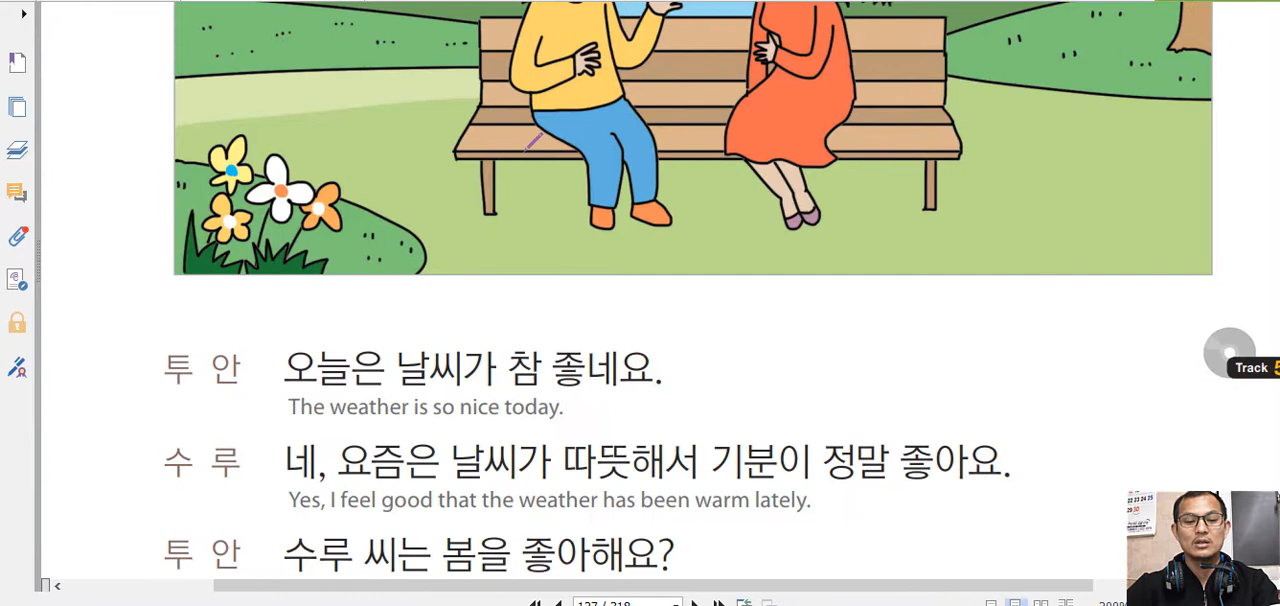 투 안 오늘은 날씨가 참 좋네요.
The weather is so nice today.
수 루 네, 요즘은 날씨가 따뜻해서 기분이 정말 좋아요.
Yes, I feel good that the weather has been warm lately.
투 안 수루 씨는 봄을 좋아해요?
Track 5